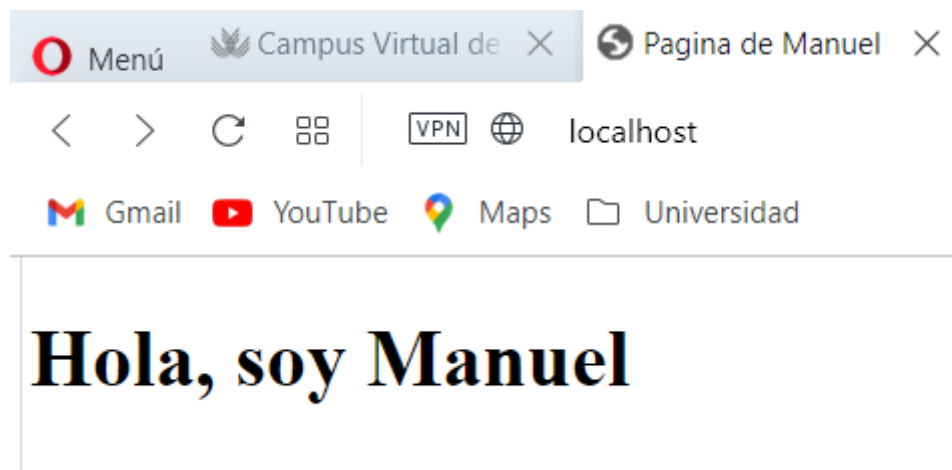 Menú Campus Virtual de Pagina de Manuel
VPN localhost
Gmail YouTube Maps Universidad
Hola, soy Manuel